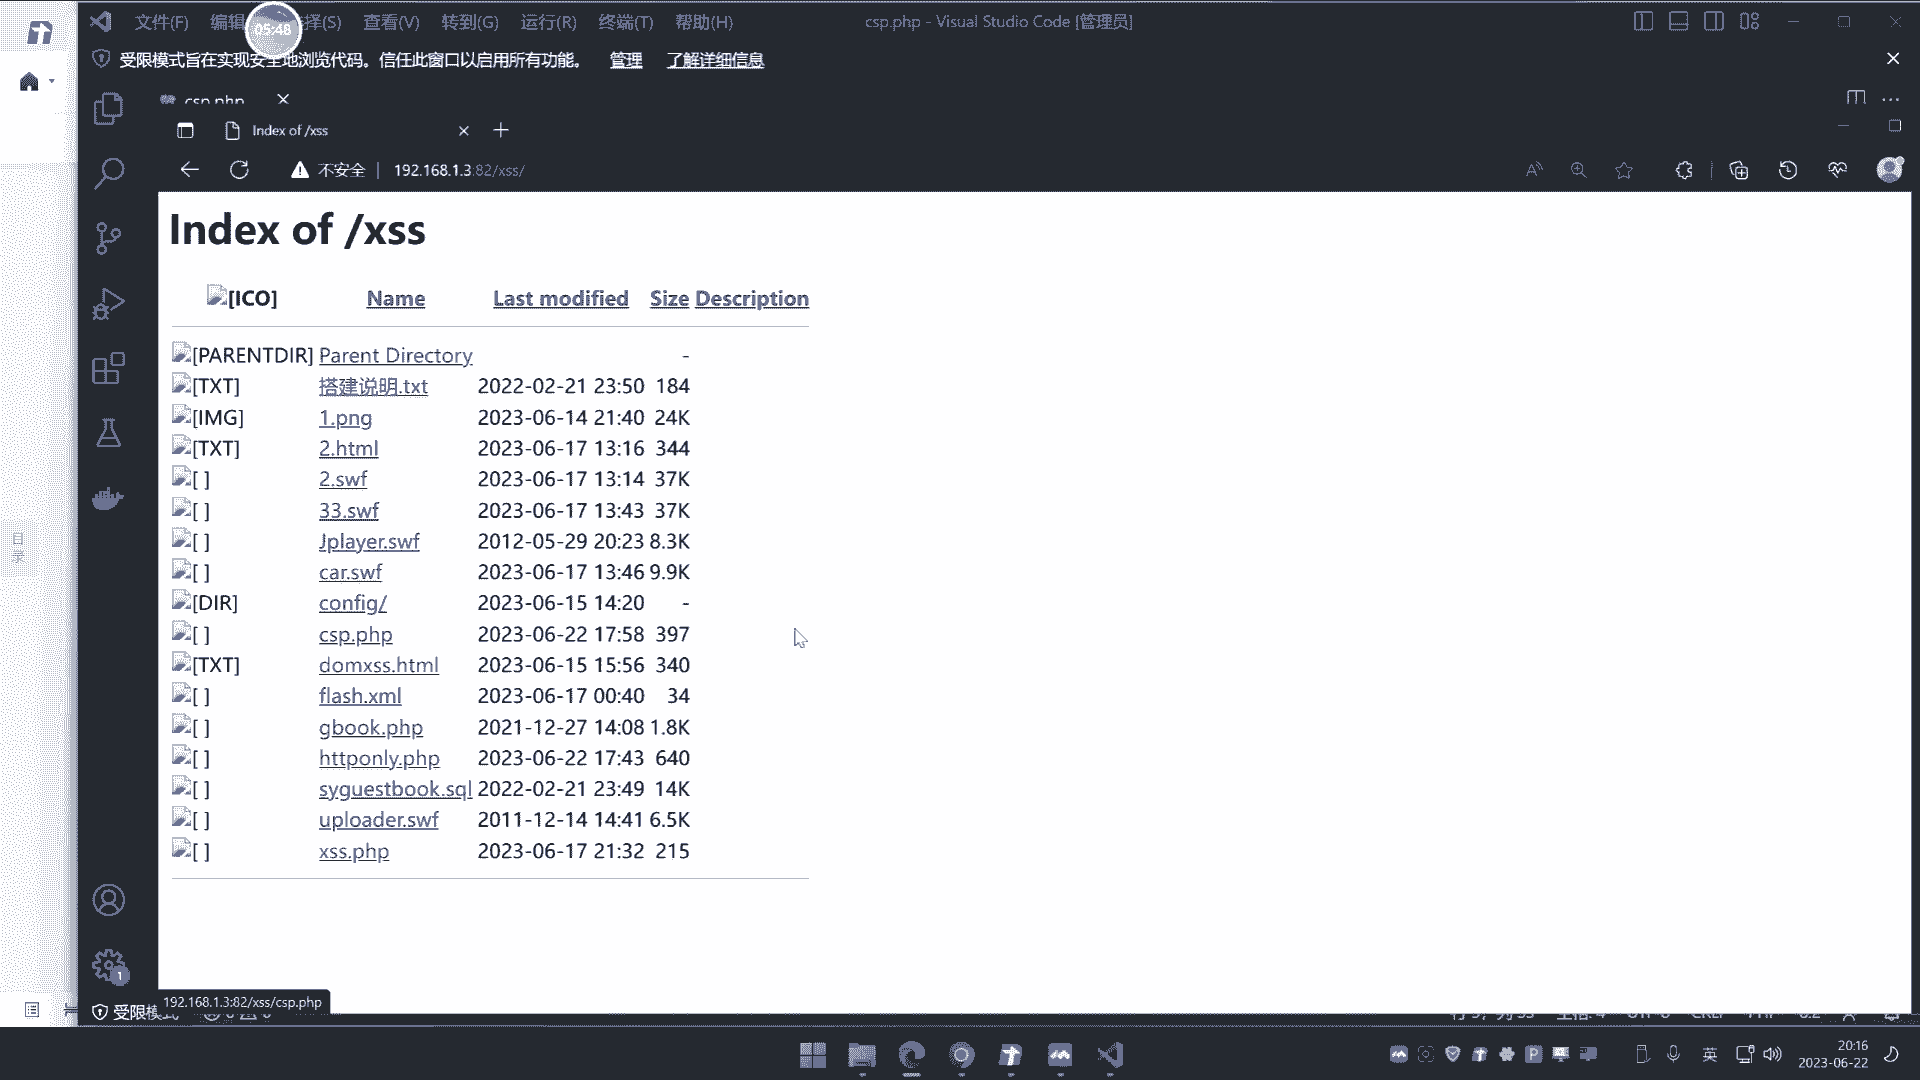 文件(F) 编辑 选择(S) 查看(V) 转到(G) 运行(R) 终端(T) 帮助(H) csp.php - Visual Studio Code [管理员]
05:48
受限模式旨在实现安全地浏览代码。信任此窗口以启用所有功能。 管理 了解详细信息
csp.php
Index of /xss
不安全 192.168.1.3:82/xss/
Index of /xss
[ICO] Name Last modified Size Description
[PARENTDIR] Parent Directory -
[TXT] 搭建说明.txt 2022-02-21 23:50 184
[IMG] 1.png 2023-06-14 21:40 24K
[TXT] 2.html 2023-06-17 13:16 344
[ ] 2.swf 2023-06-17 13:14 37K
[ ] 33.swf 2023-06-17 13:43 37K
[ ] Jplayer.swf 2012-05-29 20:23 8.3K
[ ] car.swf 2023-06-17 13:46 9.9K
[DIR] config/ 2023-06-15 14:20 -
[ ] csp.php 2023-06-22 17:58 397
[TXT] domxss.html 2023-06-15 15:56 340
[ ] flash.xml 2023-06-17 00:40 34
[ ] gbook.php 2021-12-27 14:08 1.8K
[ ] httponly.php 2023-06-22 17:43 640
[ ] syguestbook.sql 2022-02-21 23:49 14K
[ ] uploader.swf 2011-12-14 14:41 6.5K
[ ] xss.php 2023-06-17 21:32 215
目录
1
192.168.1.3:82/xss/csp.php
受限模式
英
20:16
2023-06-22